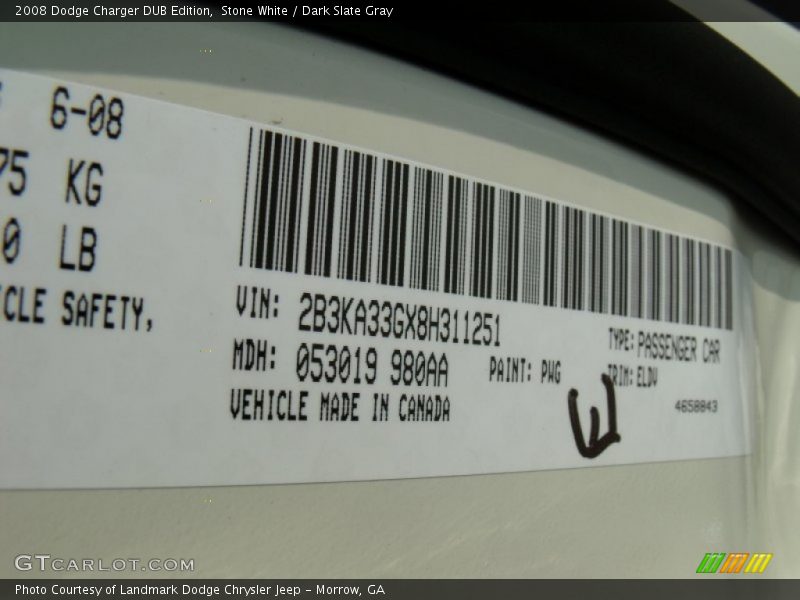 2008 Dodge Charger DUB Edition, Stone White / Dark Slate Gray
6-08
75 KG
0 LB
CLE SAFETY,
VIN: 2B3KA33GX8H311251
TYPE: PASSENGER CAR
MDH: 053019 980AA
PAINT: PWG
TRIM: ELDV
VEHICLE MADE IN CANADA
4658843
E
GTCARLOT.COM
Photo Courtesy of Landmark Dodge Chrysler Jeep - Morrow, GA